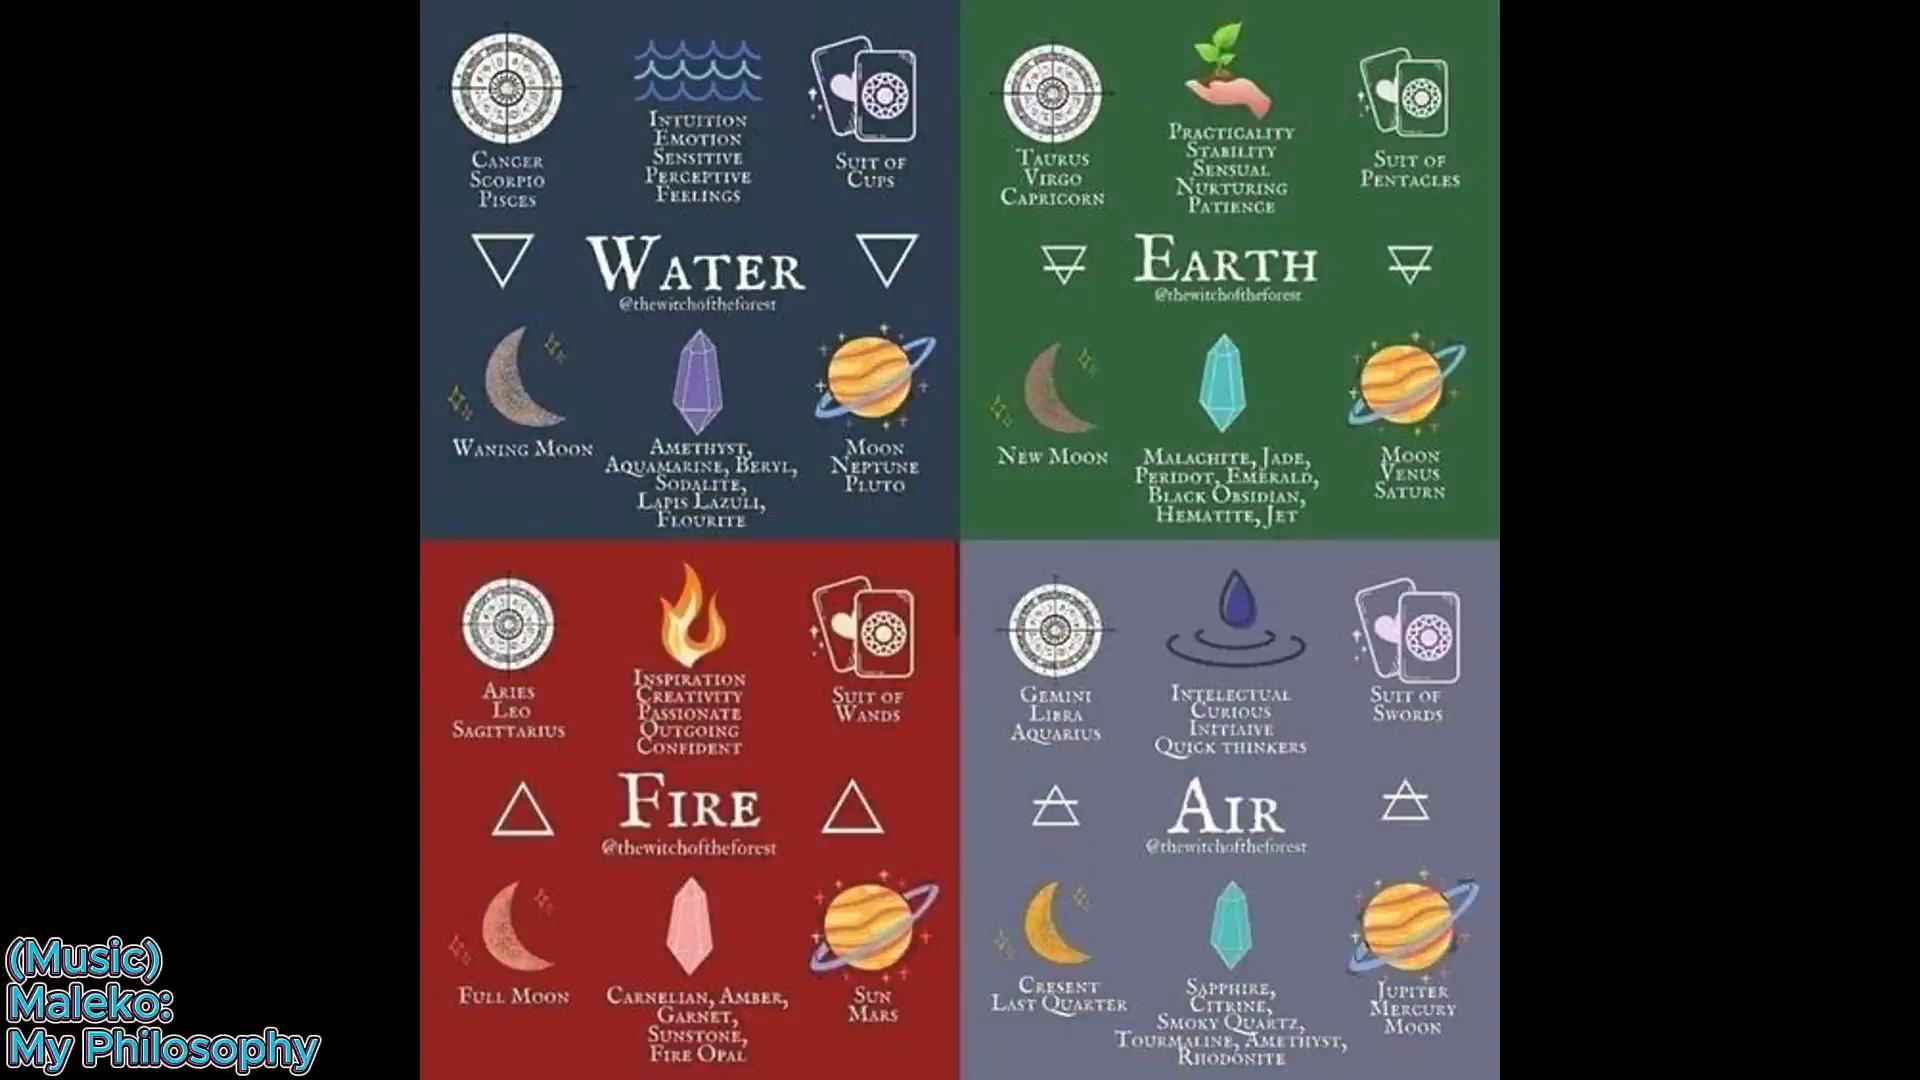 Cancer
Scorpio
Pisces
Intuition
Emotion
Sensitive
Perceptive
Feelings
Suit of
Cups
Water
@thewitchoftheforest
Waning Moon
Amethyst,
Aquamarine, Beryl,
Sodalite,
Lapis Lazuli,
Flourite
Moon
Neptune
Pluto
Taurus
Virgo
Capricorn
Practicality
Stability
Sensual
Nurturing
Patience
Suit of
Pentacles
Earth
@thewitchoftheforest
New Moon
Malachite, Jade,
Peridot, Emerald,
Black Obsidian,
Hematite, Jet
Moon
Venus
Saturn
Aries
Leo
Sagittarius
Inspiration
Creativity
Passionate
Outgoing
Confident
Suit of
Wands
Fire
@thewitchoftheforest
Full Moon
Carnelian, Amber,
Garnet,
Sunstone,
Fire Opal
Sun
Mars
Gemini
Libra
Aquarius
Intelectual
Curious
Initiaive
Quick thinkers
Suit of
Swords
Air
@thewitchoftheforest
Cresent
Last Quarter
Sapphire,
Citrine,
Smoky Quartz,
Tourmaline, Amethyst,
Rhodonite
Jupiter
Mercury
Moon
(Music)
Maleko:
My Philosophy